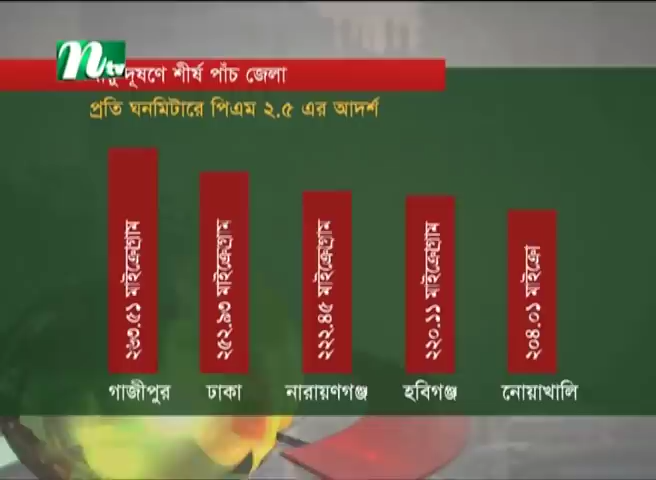 ntv
দূষণে শীর্ষ পাঁচ জেলা
প্রতি ঘনমিটারে পিএম ২.৫ এর আদর্শ
২৬৩.৫১ মাইক্রোগ্রাম
২৫২.৯৩ মাইক্রোগ্রাম
২২২.৪৫ মাইক্রোগ্রাম
২২০.১১ মাইক্রোগ্রাম
২০৪.০১ মাইক্রো
গাজীপুর ঢাকা নারায়ণগঞ্জ হবিগঞ্জ নোয়াখালি